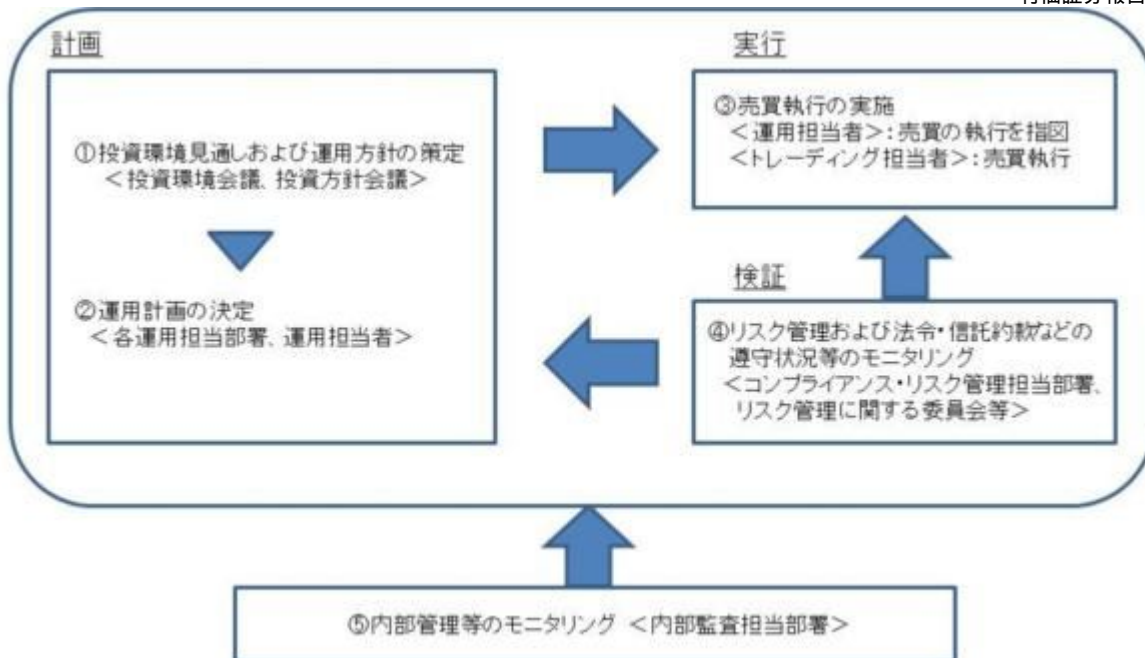 計画
①投資環境見通しおよび運用方針の策定
<投資環境会議、投資方針会議>
②運用計画の決定
<各運用担当部署、運用担当者>
実行
③売買執行の実施
<運用担当者>:売買の執行を指図
<トレーディング担当者>:売買執行
検証
④リスク管理および法令・信託約款などの
遵守状況等のモニタリング
<コンプライアンス・リスク管理担当部署、
リスク管理に関する委員会等>
⑤内部管理等のモニタリング <内部監査担当部署>